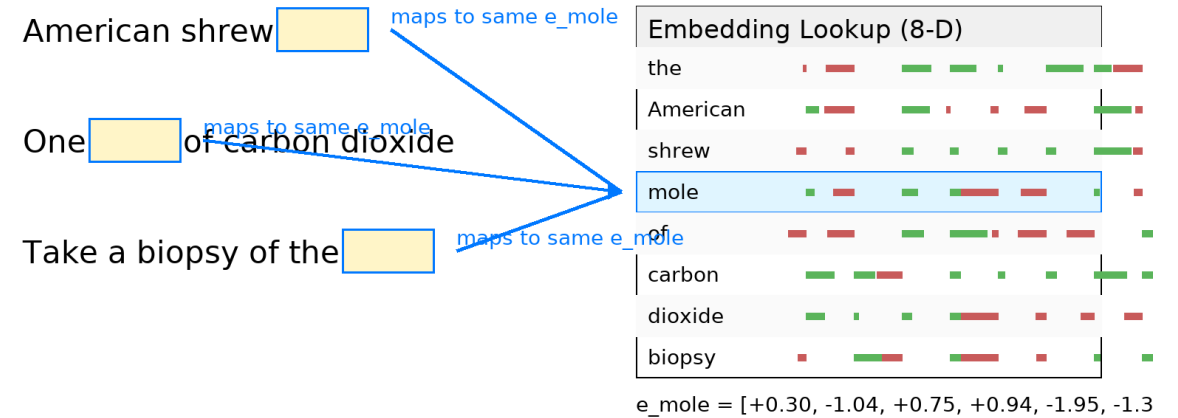 American shrew
maps to same e_mole
One of carbon dioxide
maps to same e_mole
Take a biopsy of the
maps to same e_mole
Embedding Lookup (8-D)
the
American
shrew
mole
of
carbon
dioxide
biopsy
e_mole = [+0.30, -1.04, +0.75, +0.94, -1.95, -1.3